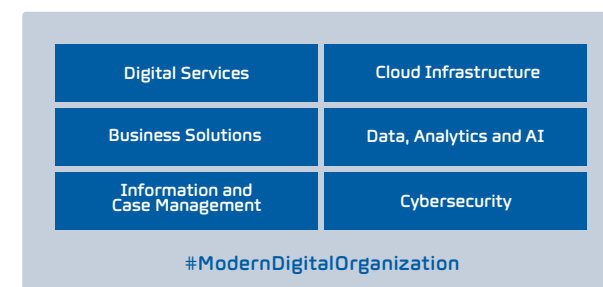 Digital Services
Cloud Infrastructure
Business Solutions
Data, Analytics and AI
Information and
Case Management
Cybersecurity
#ModernDigitalOrganization